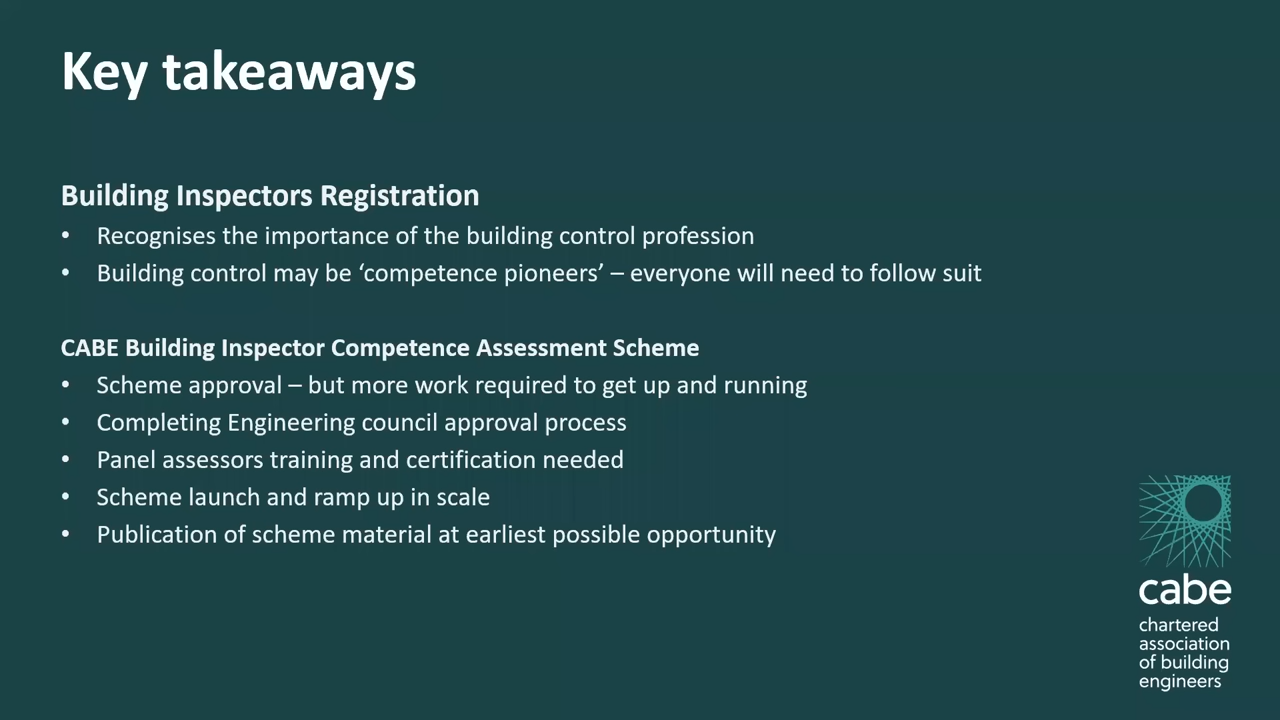 Key takeaways
Building Inspectors Registration
• Recognises the importance of the building control profession
• Building control may be ‘competence pioneers’ – everyone will need to follow suit
CABE Building Inspector Competence Assessment Scheme
• Scheme approval – but more work required to get up and running
• Completing Engineering council approval process
• Panel assessors training and certification needed
• Scheme launch and ramp up in scale
• Publication of scheme material at earliest possible opportunity
cabe
chartered
association
of building
engineers